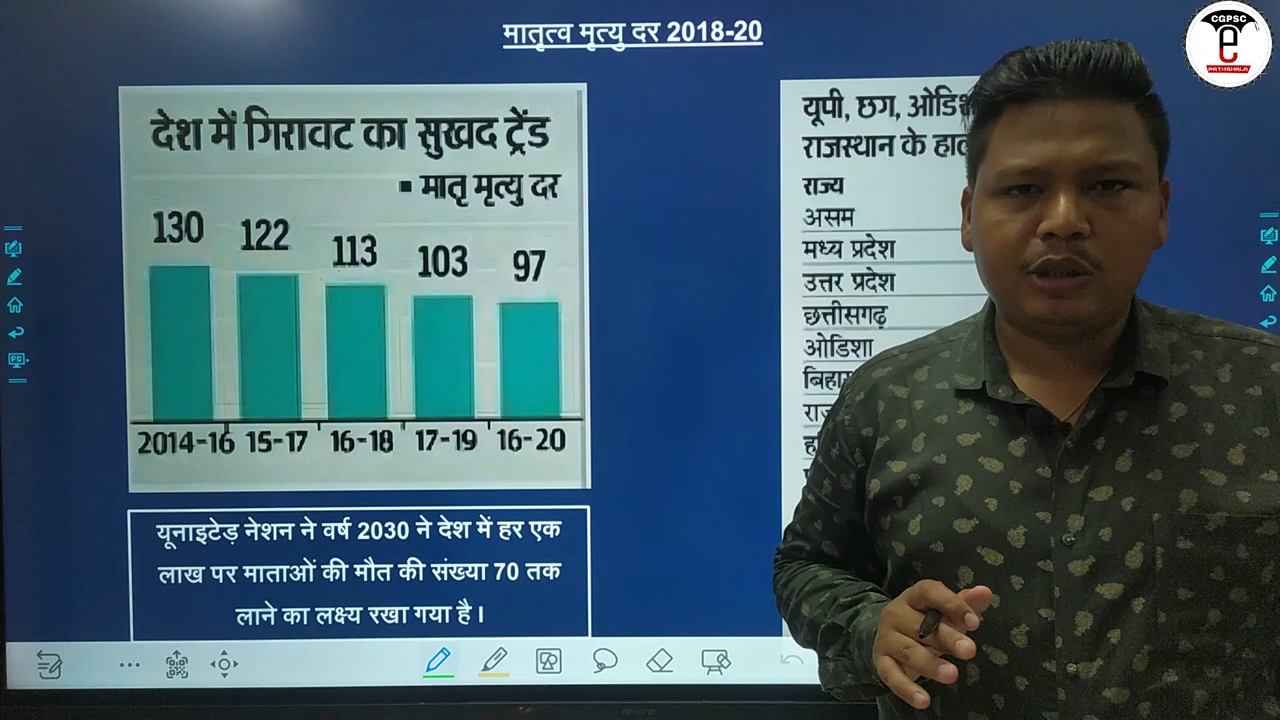 मातृत्व मृत्यु दर 2018-20
CGPSC
e
PATHSHALA
देश में गिरावट का सुखद ट्रेंड
▪ मातृ मृत्यु दर
130 122 113 103 97
2014-16 15-17 16-18 17-19 16-20
यूनाइटेड़ नेशन ने वर्ष 2030 ने देश में हर एक
लाख पर माताओं की मौत की संख्या 70 तक
लाने का लक्ष्य रखा गया है ।
यूपी, छग,
राजस्थान के
राज्य
असम
मध्य प्रदेश
उत्तर प्रदेश
छत्तीसगढ़
ओडिशा